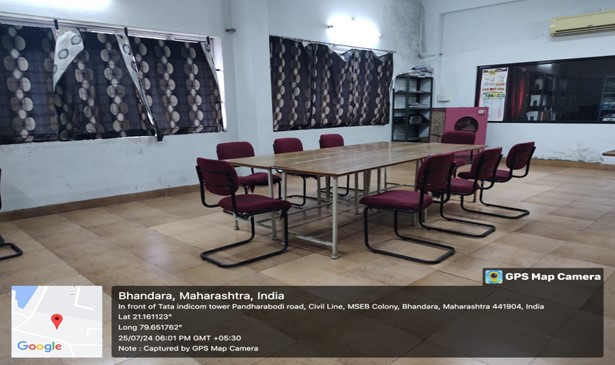 GPS Map Camera
Bhandara, Maharashtra, India
In front of Tata indicom tower Pandharabodi road, Civil Line, MSEB Colony, Bhandara, Maharashtra 441904, India
Lat 21.161123°
Long 79.651762°
25/07/24 06:01 PM GMT +05:30
Note : Captured by GPS Map Camera
Google